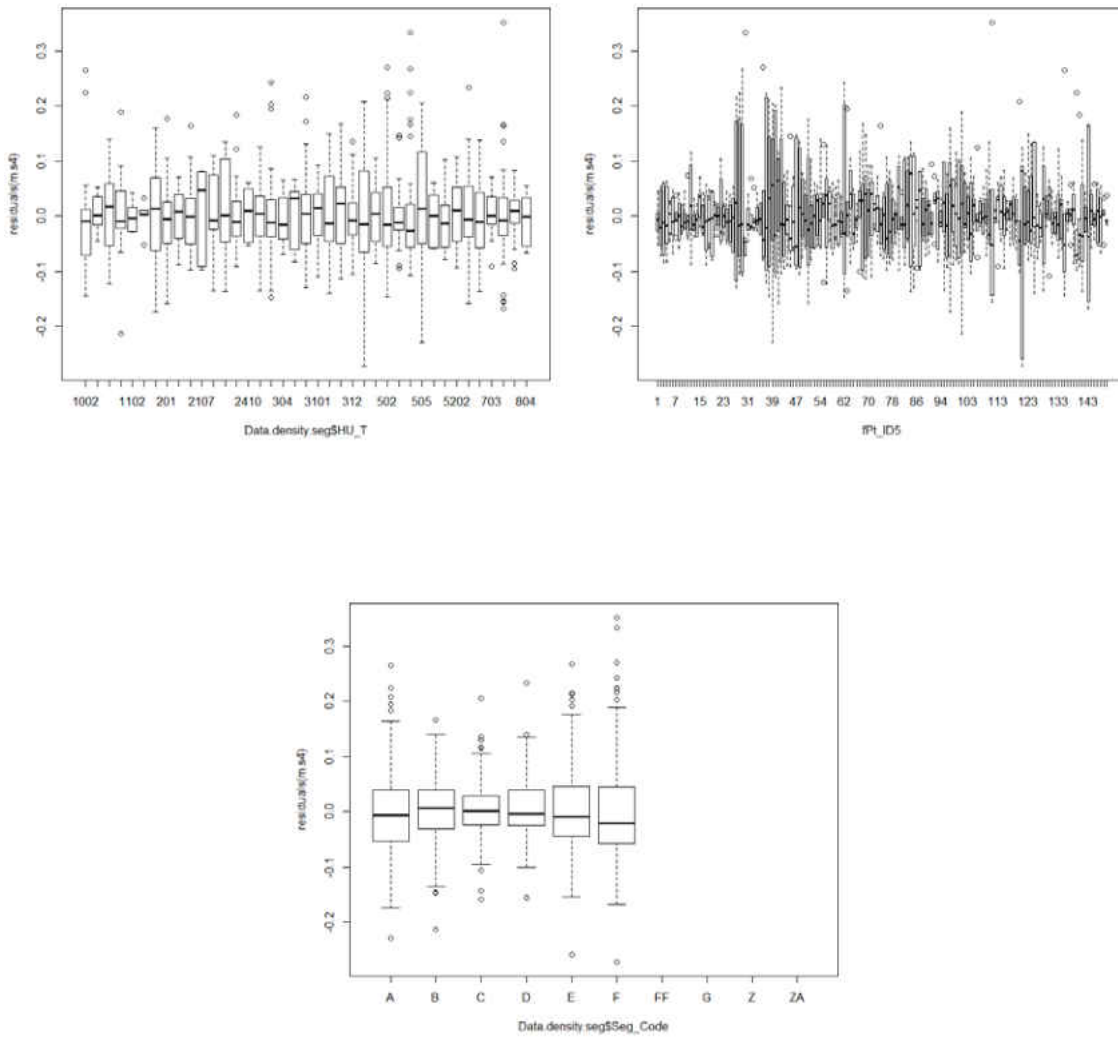 residuals(m.s4)
0.3
0.2
0.1
0.0
-0.1
-0.2
1002 1102 201 2107 2410 304 3101 312 502 505 5202 703 804
Data.density.seg$HU_T
residuals(m.s4)
0.3
0.2
0.1
0.0
-0.1
-0.2
1 7 15 23 31 39 47 54 62 70 78 86 94 103 113 123 133 143
fPt_ID5
residuals(m.s4)
0.3
0.2
0.1
0.0
-0.1
-0.2
A B C D E F FF G Z ZA
Data.density.seg$Seg_Code